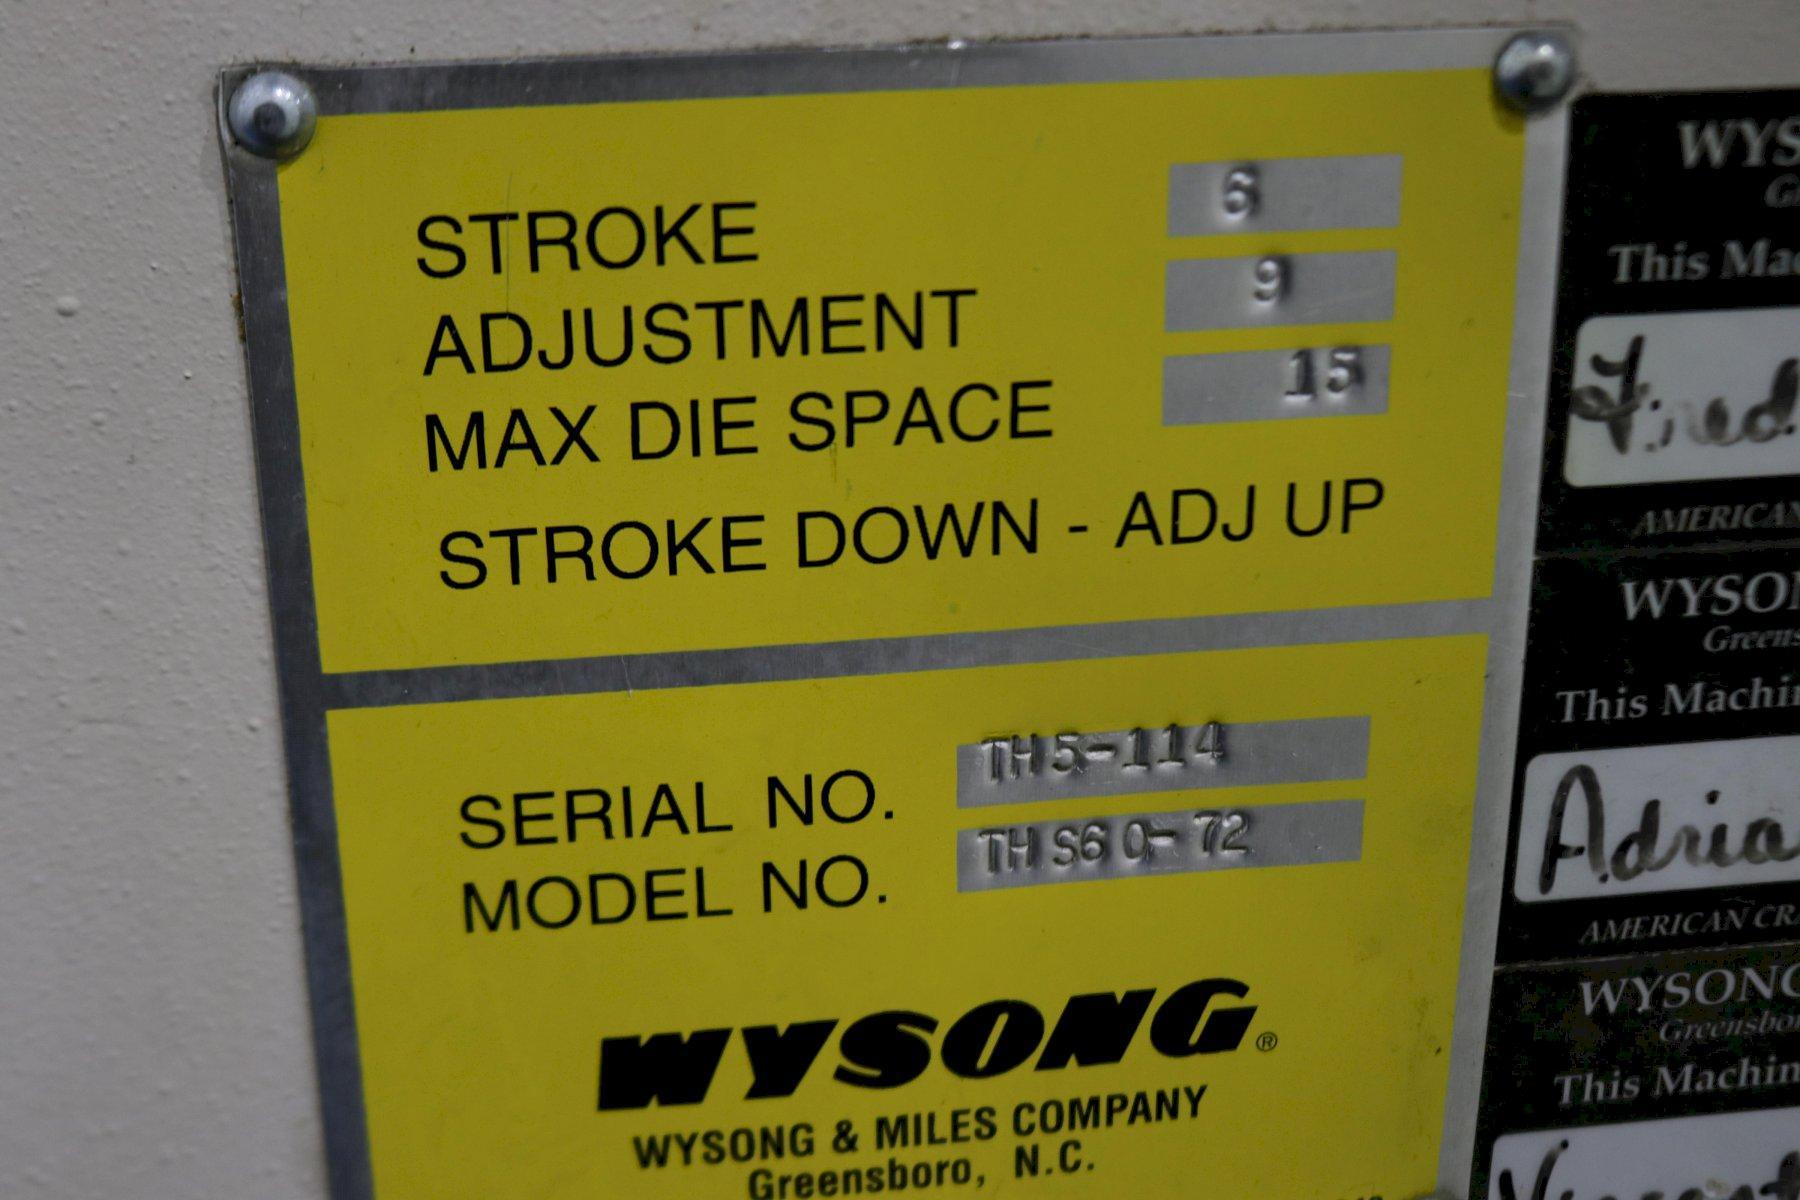 STROKE 6
ADJUSTMENT 9
MAX DIE SPACE 15
STROKE DOWN - ADJ UP
SERIAL NO. TH5-114
MODEL NO. THS60-72
WYSONG®
WYSONG & MILES COMPANY
Greensboro, N.C.
WYS
This Mac
AMERICAN
WYSON
Greens
This Machin
Adria
AMERICAN CR
WYSONG
Greensbor
This Machin